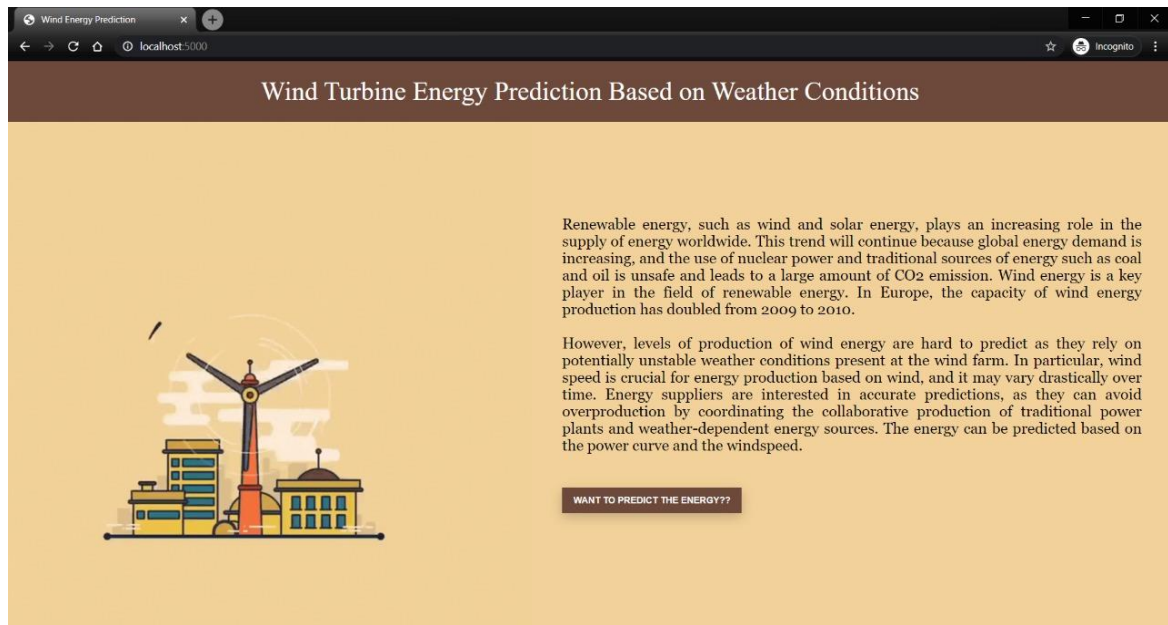 Wind Energy Prediction
localhost:5000
Incognito
Wind Turbine Energy Prediction Based on Weather Conditions
Renewable energy, such as wind and solar energy, plays an increasing role in the
supply of energy worldwide. This trend will continue because global energy demand is
increasing, and the use of nuclear power and traditional sources of energy such as coal
and oil is unsafe and leads to a large amount of CO2 emission. Wind energy is a key
player in the field of renewable energy. In Europe, the capacity of wind energy
production has doubled from 2009 to 2010.
However, levels of production of wind energy are hard to predict as they rely on
potentially unstable weather conditions present at the wind farm. In particular, wind
speed is crucial for energy production based on wind, and it may vary drastically over
time. Energy suppliers are interested in accurate predictions, as they can avoid
overproduction by coordinating the collaborative production of traditional power
plants and weather-dependent energy sources. The energy can be predicted based on
the power curve and the windspeed.
WANT TO PREDICT THE ENERGY??